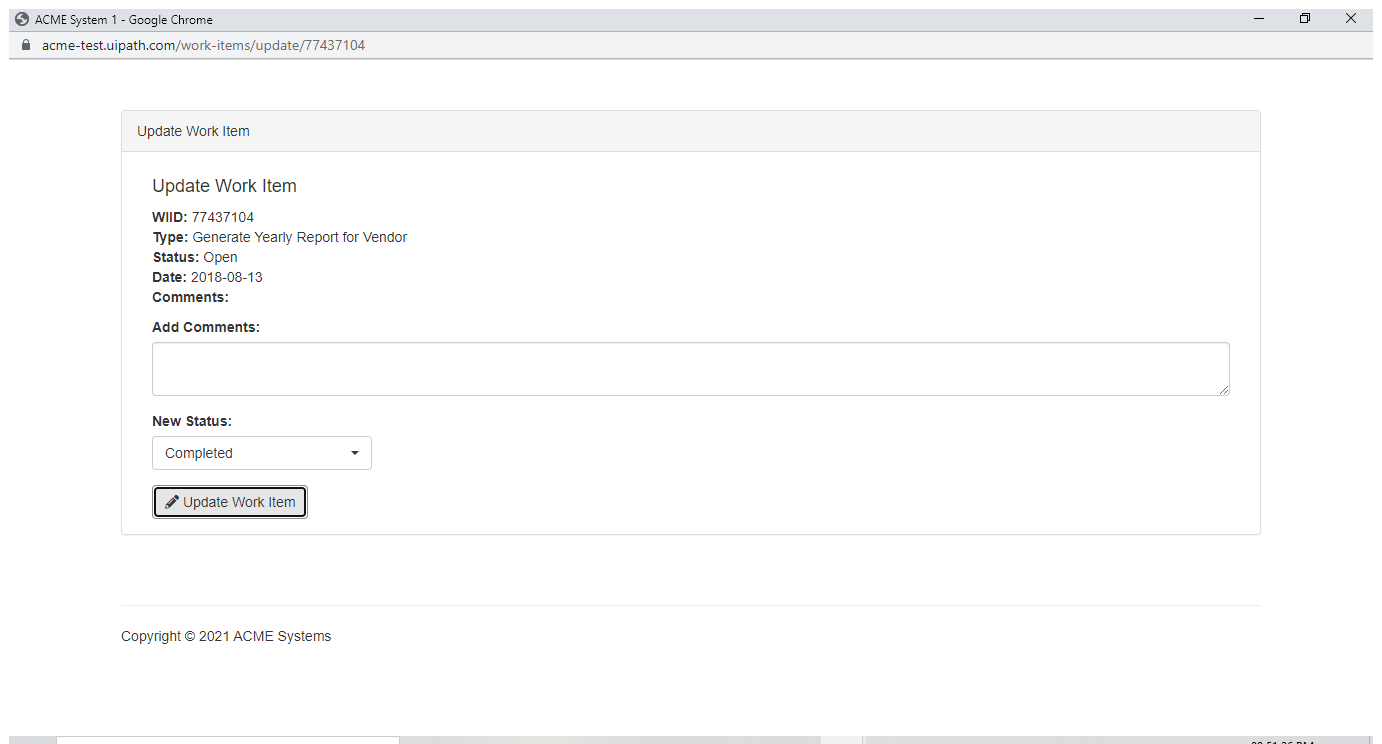 ACME System 1 - Google Chrome
acme-test.uipath.com/work-items/update/77437104
Update Work Item
Update Work Item
WIID: 77437104
Type: Generate Yearly Report for Vendor
Status: Open
Date: 2018-08-13
Comments:
Add Comments:
New Status:
Completed
Update Work Item
Copyright © 2021 ACME Systems